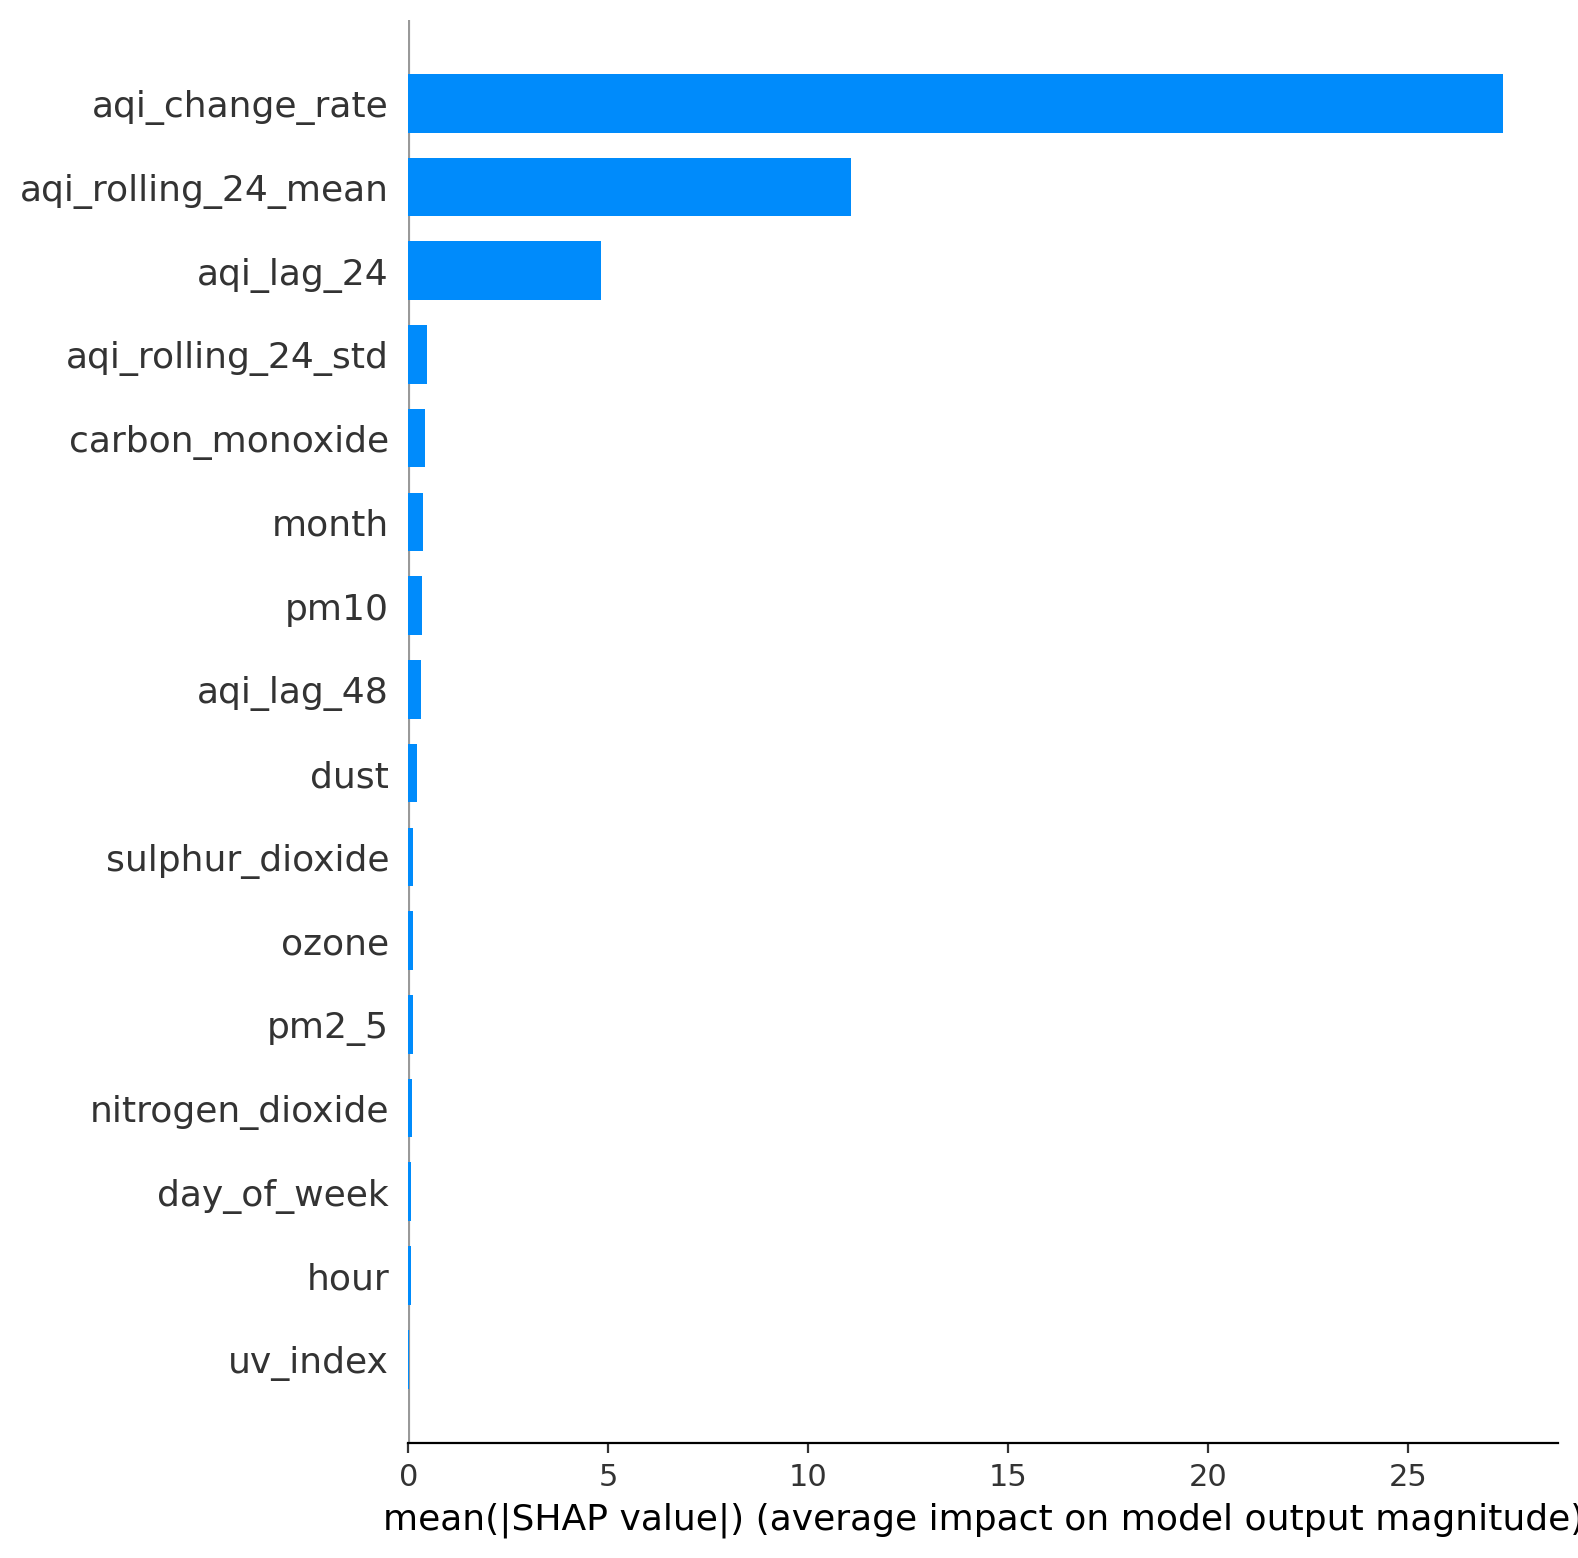 aqi_change_rate
aqi_rolling_24_mean
aqi_lag_24
aqi_rolling_24_std
carbon_monoxide
month
pm10
aqi_lag_48
dust
sulphur_dioxide
ozone
pm2_5
nitrogen_dioxide
day_of_week
hour
uv_index
0 5 10 15 20 25
mean(|SHAP value|) (average impact on model output magnitude)